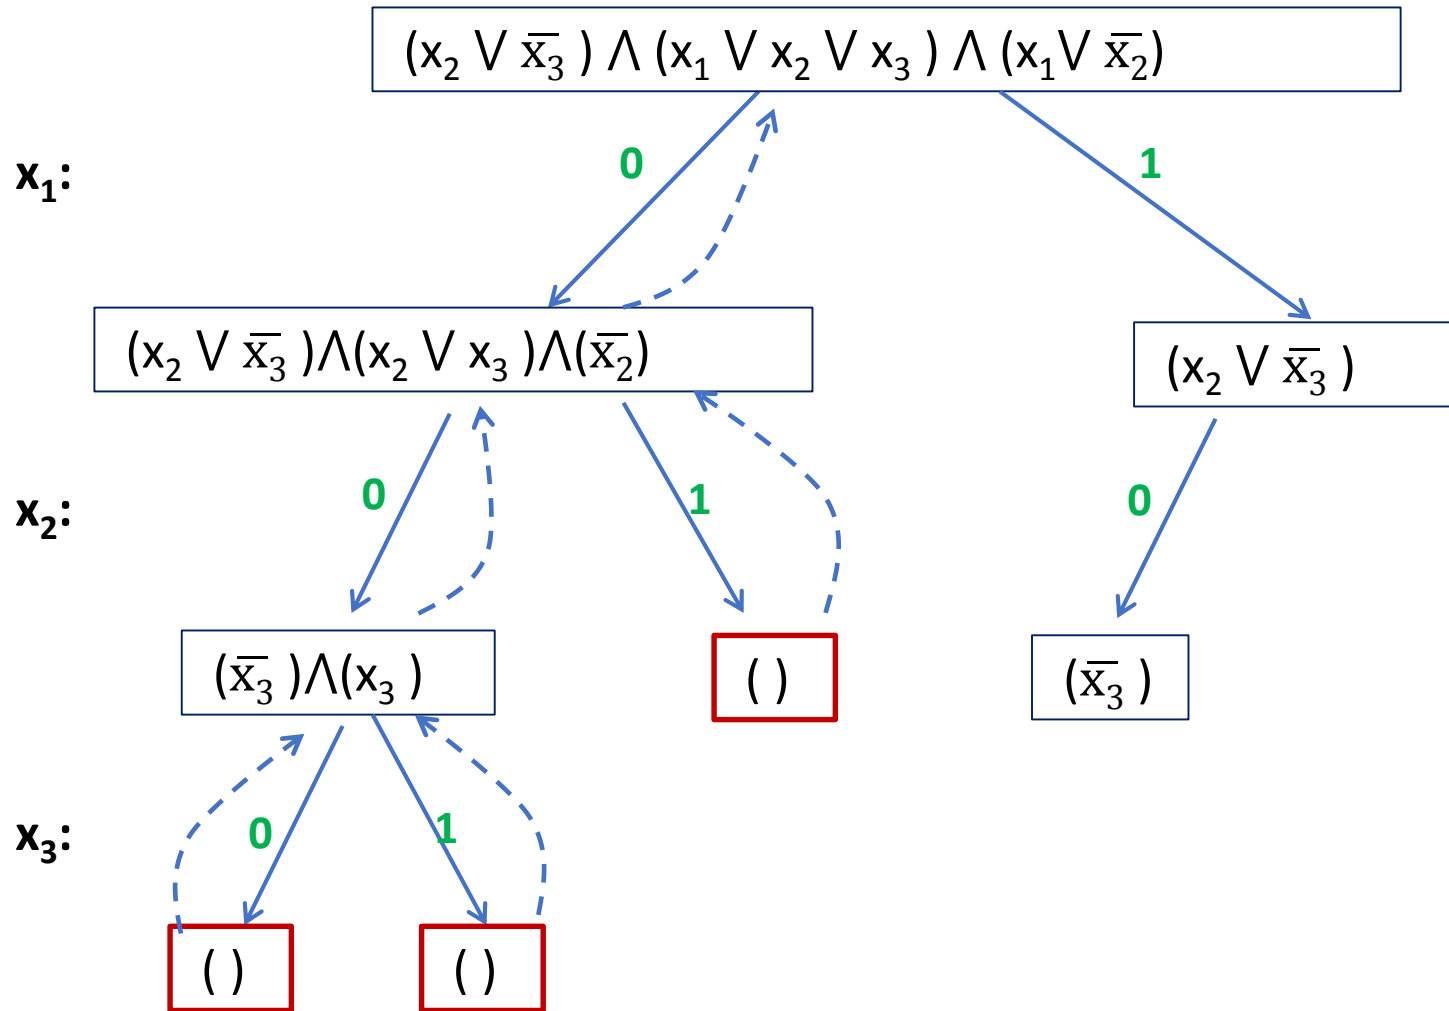 (x₂ ⋁ x̅₃ ) ⋀ (x₁ ⋁ x₂ ⋁ x₃ ) ⋀ (x₁⋁ x̅₂)
x₁:
0
1
(x₂ ⋁ x̅₃ )⋀(x₂ ⋁ x₃ )⋀(x̅₂)
(x₂ ⋁ x̅₃ )
x₂:
0
1
0
(x̅₃ )⋀(x₃ )
( )
(x̅₃ )
x₃:
0
1
( )
( )